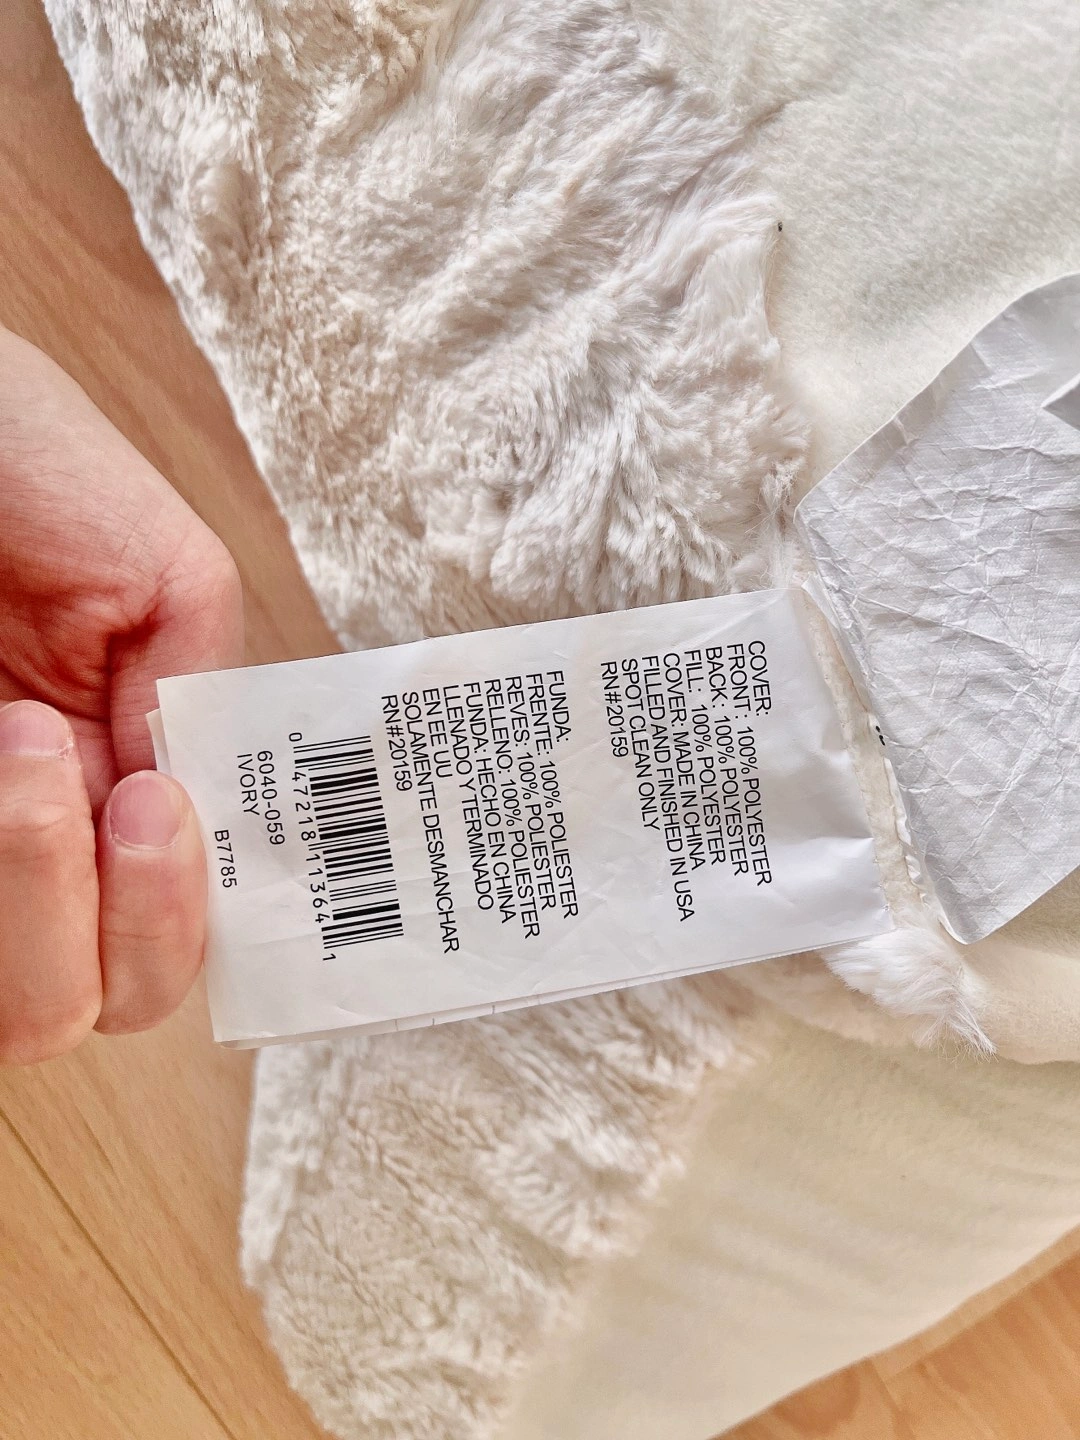 COVER:
FRONT: 100% POLYESTER
BACK: 100% POLYESTER
FILL: 100% POLYESTER
COVER: MADE IN CHINA
FILLED AND FINISHED IN USA
SPOT CLEAN ONLY
RN#20159
FUNDA:
FRENTE: 100% POLIESTER
REVES: 100% POLIESTER
RELLENO: 100% POLIESTER
FUNDA: HECHO EN CHINA
LLENADO Y TERMINADO
EN EE UU
SOLAMENTE DESMANCHAR
RN#20159
0 47218 11364 1
6040-059
IVORY
B7785